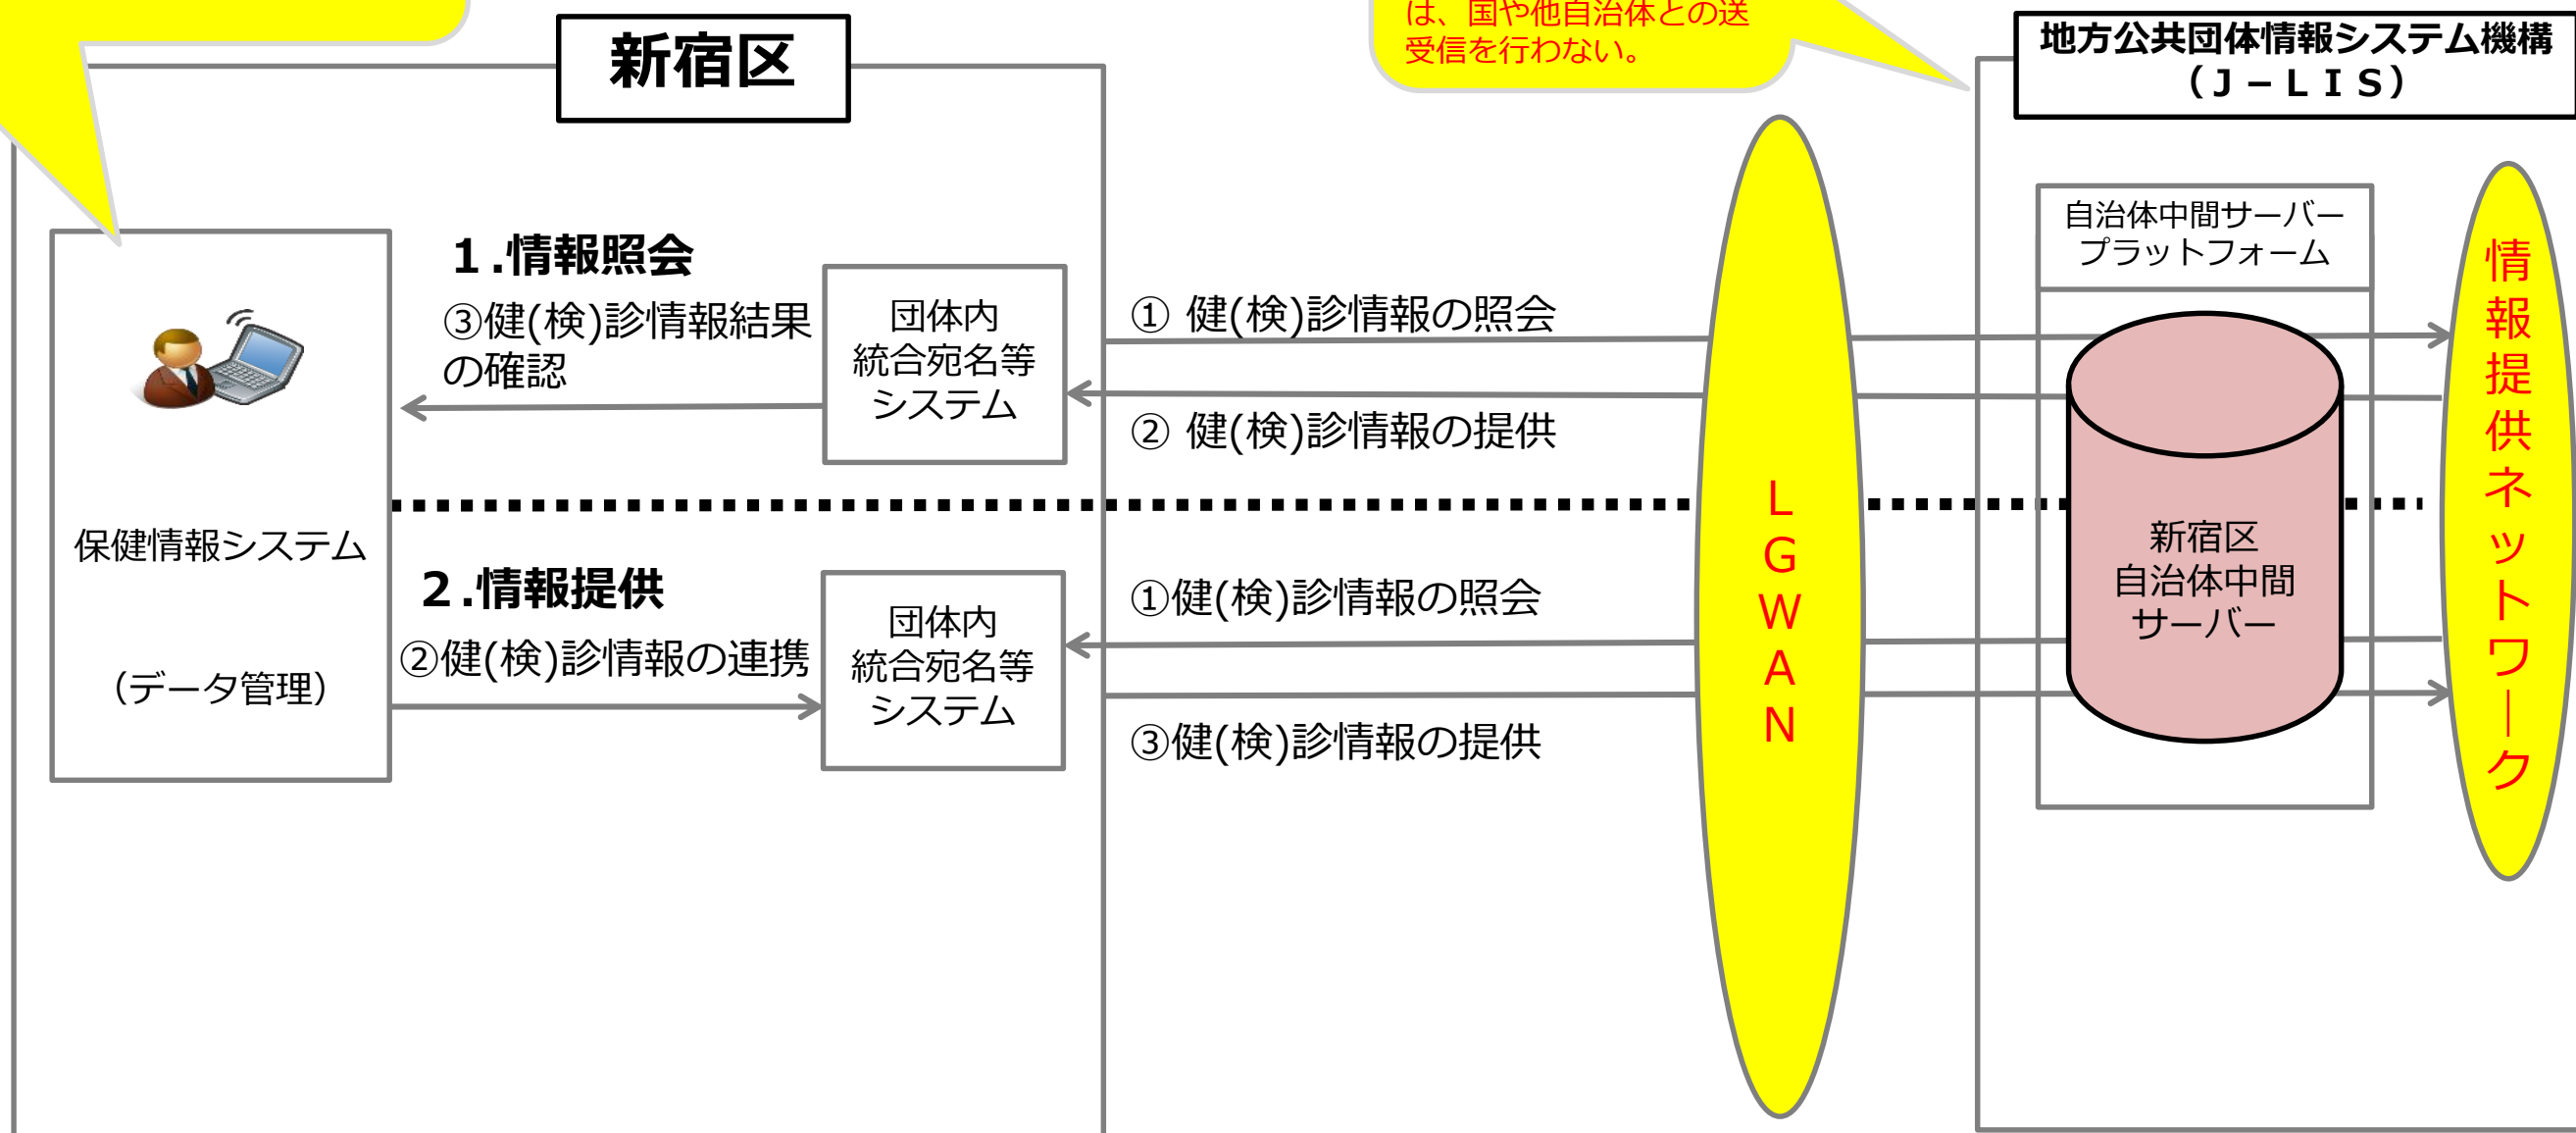 は、国や他自治体との送
受信を行わない。
新宿区
地方公共団体情報システム機構
（Ｊ－ＬＩＳ）
自治体中間サーバー
プラットフォーム
１.情報照会
③健(検)診情報結果
の確認
団体内
統合宛名等
システム
① 健(検)診情報の照会
② 健(検)診情報の提供
保健情報システム
（データ管理）
２.情報提供
②健(検)診情報の連携
団体内
統合宛名等
システム
①健(検)診情報の照会
③健(検)診情報の提供
ＬＧＷＡＮ
新宿区
自治体中間
サーバー
情報提供ネットワーク